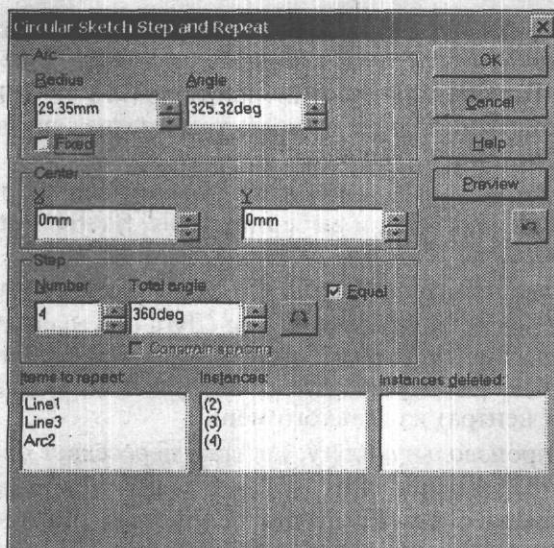 Circular Sketch Step and Repeat
Arc
Radius Angle
29.35mm 325.32deg
Fixed
OK
Cancel
Help
Preview
Center
X Y
0mm 0mm
Step
Number Total angle
4 360deg
Equal
Constrain spacing
Items to repeat: Instances: Instances deleted:
Line1 (2)
Line3 (3)
Arc2 (4)